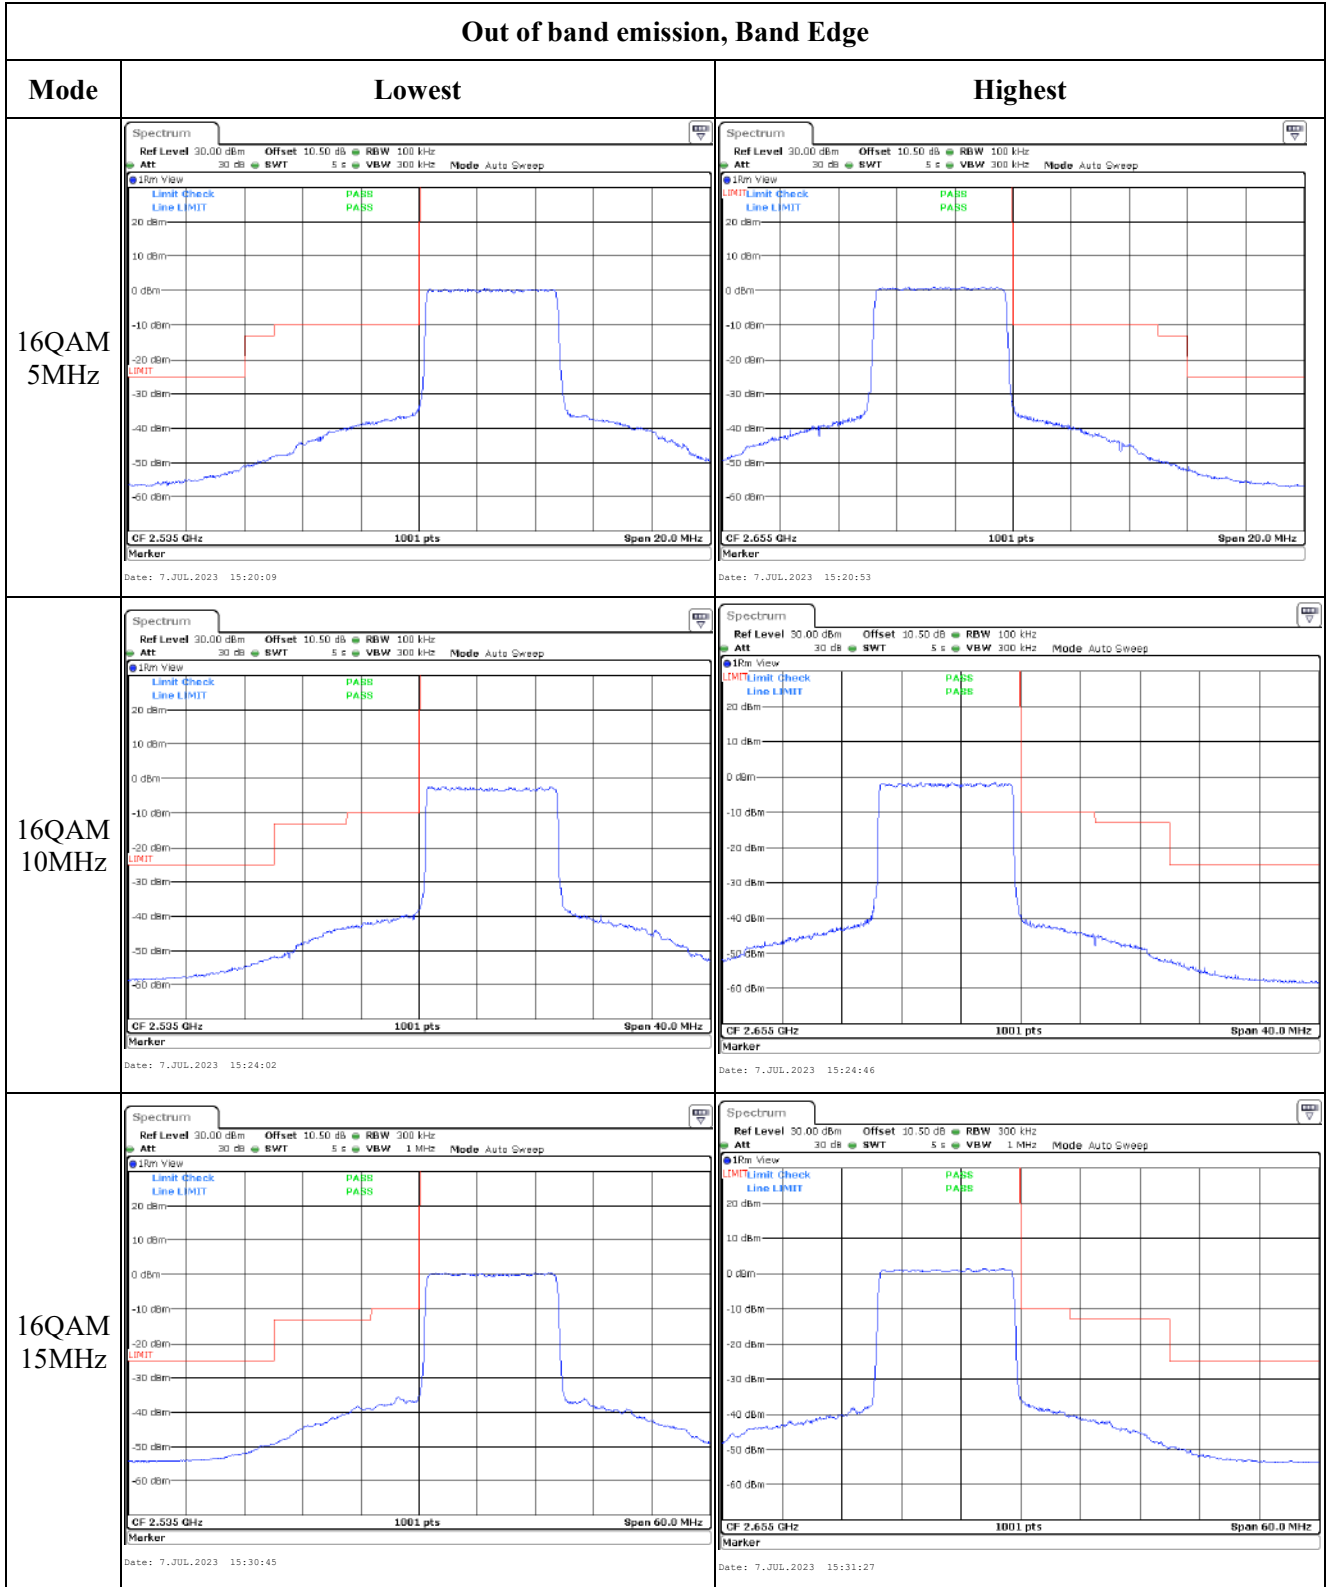 Out of band emission, Band Edge
Mode Lowest Highest
16QAM
5MHz
Spectrum
Ref Level 30.00 dBm Offset 10.50 dB RBW 100 kHz
Att 30 dB SWT 5 s VBW 300 kHz Mode Auto Sweep
1Rm View
Limit Check PASS
Line LIMIT PASS
20 dBm
10 dBm
0 dBm
-10 dBm
-20 dBm
LIMIT
-30 dBm
-40 dBm
-50 dBm
-60 dBm
CF 2.535 GHz 1001 pts Span 20.0 MHz
Marker
Date: 7.JUL.2023 15:20:09
Spectrum
Ref Level 30.00 dBm Offset 10.50 dB RBW 100 kHz
Att 30 dB SWT 5 s VBW 300 kHz Mode Auto Sweep
1Rm View
LIMIT Limit Check PASS
Line LIMIT PASS
20 dBm
10 dBm
0 dBm
-10 dBm
-20 dBm
-30 dBm
-40 dBm
-50 dBm
-60 dBm
CF 2.655 GHz 1001 pts Span 20.0 MHz
Marker
Date: 7.JUL.2023 15:20:53
16QAM
10MHz
Spectrum
Ref Level 30.00 dBm Offset 10.50 dB RBW 100 kHz
Att 30 dB SWT 5 s VBW 300 kHz Mode Auto Sweep
1Rm View
Limit Check PASS
Line LIMIT PASS
20 dBm
10 dBm
0 dBm
-10 dBm
-20 dBm
LIMIT
-30 dBm
-40 dBm
-50 dBm
-60 dBm
CF 2.535 GHz 1001 pts Span 40.0 MHz
Marker
Date: 7.JUL.2023 15:24:02
Spectrum
Ref Level 30.00 dBm Offset 10.50 dB RBW 100 kHz
Att 30 dB SWT 5 s VBW 300 kHz Mode Auto Sweep
1Rm View
LIMIT Limit Check PASS
Line LIMIT PASS
20 dBm
10 dBm
0 dBm
-10 dBm
-20 dBm
-30 dBm
-40 dBm
-50 dBm
-60 dBm
CF 2.655 GHz 1001 pts Span 40.0 MHz
Marker
Date: 7.JUL.2023 15:24:46
16QAM
15MHz
Spectrum
Ref Level 30.00 dBm Offset 10.50 dB RBW 300 kHz
Att 30 dB SWT 5 s VBW 1 MHz Mode Auto Sweep
1Rm View
Limit Check PASS
Line LIMIT PASS
20 dBm
10 dBm
0 dBm
-10 dBm
-20 dBm
LIMIT
-30 dBm
-40 dBm
-50 dBm
-60 dBm
CF 2.535 GHz 1001 pts Span 60.0 MHz
Marker
Date: 7.JUL.2023 15:30:45
Spectrum
Ref Level 30.00 dBm Offset 10.50 dB RBW 300 kHz
Att 30 dB SWT 5 s VBW 1 MHz Mode Auto Sweep
1Rm View
LIMIT Limit Check PASS
Line LIMIT PASS
20 dBm
10 dBm
0 dBm
-10 dBm
-20 dBm
-30 dBm
-40 dBm
-50 dBm
-60 dBm
CF 2.655 GHz 1001 pts Span 60.0 MHz
Marker
Date: 7.JUL.2023 15:31:27